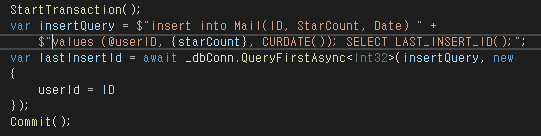 StartTransaction();
var insertQuery = $"insert into Mail(ID, StarCount, Date) " +
$"values (@userID, {starCount}, CURDATE()); SELECT LAST_INSERT_ID();";
var lastInsertId = await _dbConn.QueryFirstAsync<Int32>(insertQuery, new
{
userId = ID
});
Commit();